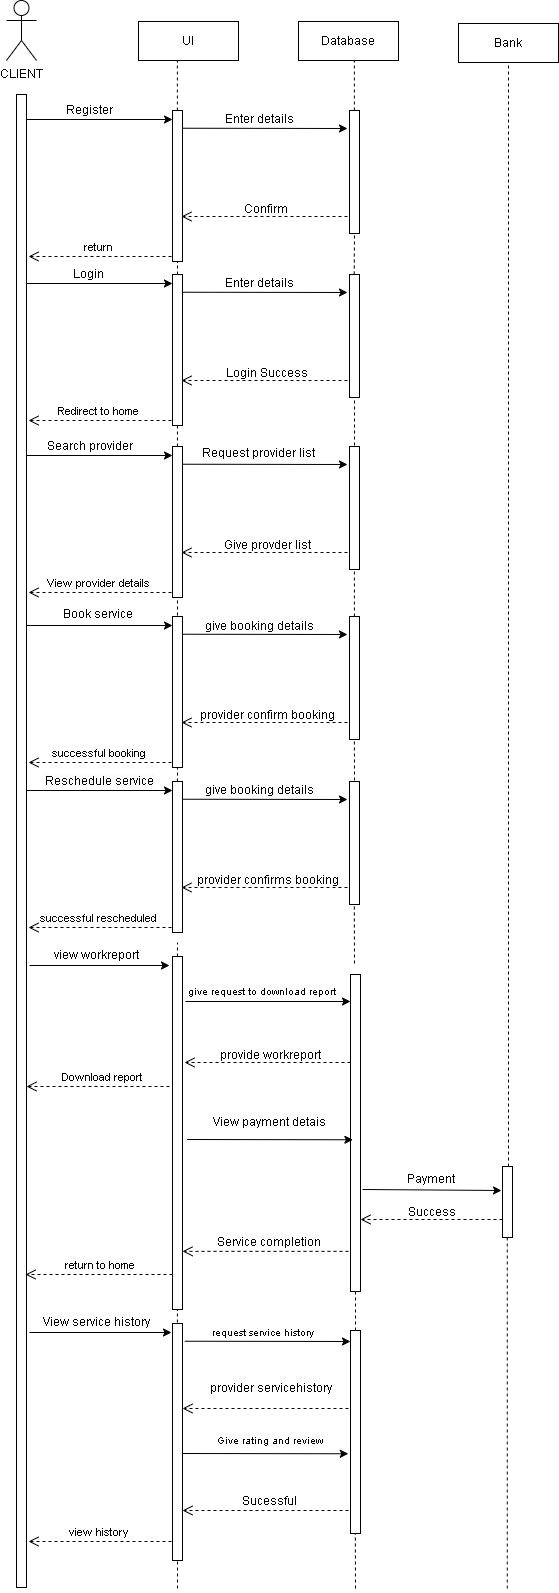 UI
Database
Bank
CLIENT
Register
Enter details
Confirm
return
Login
Enter details
Login Success
Redirect to home
Search provider
Request provider list
Give provder list
View provider details
Book service
give booking details
provider confirm booking
successful booking
Reschedule service
give booking details
provider confirms booking
successful rescheduled
view workreport
give request to download report
provide workreport
Download report
View payment detais
Payment
Success
Service completion
return to home
View service history
request service history
provider servicehistory
Give rating and review
Sucessful
view history